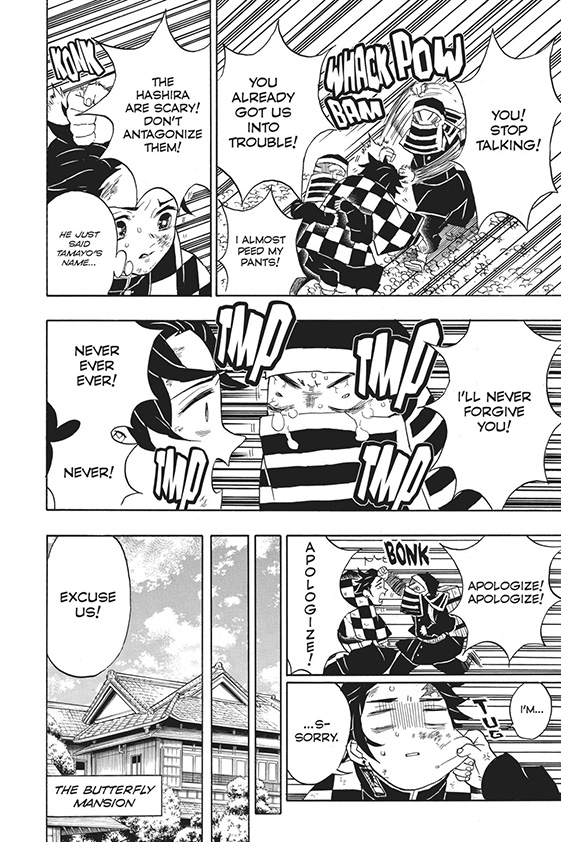 YOU!
STOP
TALKING!
WHACK
POW
BAM
YOU
ALREADY
GOT US
INTO
TROUBLE!
I ALMOST
PEED MY
PANTS!
KONK
THE
HASHIRA
ARE SCARY!
DON'T
ANTAGONIZE
THEM!
HE JUST
SAID
TAMAYO'S
NAME...
I'LL NEVER
FORGIVE
YOU!
TMP
TMP
TMP
TMP
NEVER
EVER
EVER!
NEVER!
APOLOGIZE!
APOLOGIZE!
BONK
APOLOGIZE!
I'M...
TUG
...S-
SORRY.
EXCUSE
US!
THE BUTTERFLY
MANSION